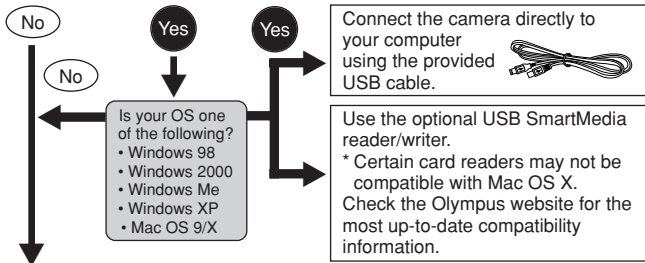 No
Yes
Yes
No
Is your OS one
of the following?
• Windows 98
• Windows 2000
• Windows Me
• Windows XP
• Mac OS 9/X
Connect the camera directly to
your computer
using the provided
USB cable.
Use the optional USB SmartMedia
reader/writer.
* Certain card readers may not be
compatible with Mac OS X.
Check the Olympus website for the
most up-to-date compatibility
information.